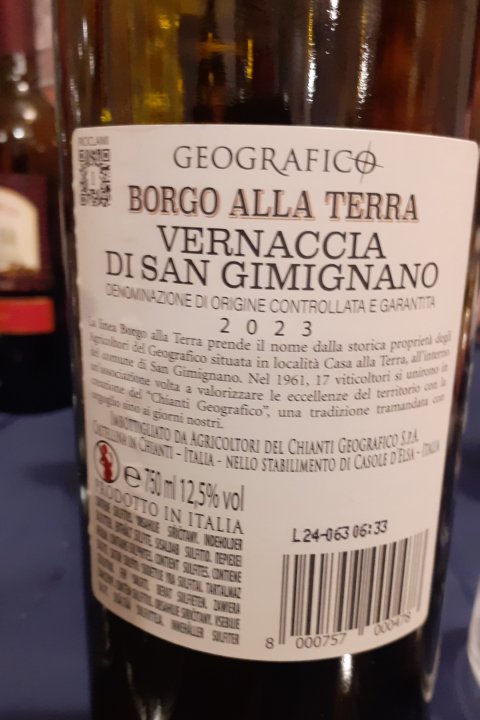 RICICLAMI
GEOGRAFICO
BORGO ALLA TERRA
VERNACCIA
DI SAN GIMIGNANO
DENOMINAZIONE DI ORIGINE CONTROLLATA E GARANTITA
2023
La linea Borgo alla Terra prende il nome dalla storica proprietà degli
Agricoltori del Geografico situata in località Casa alla Terra, all'interno
del comune di San Gimignano. Nel 1961, 17 viticoltori si unirono in
un'associazione volta a valorizzare le eccellenze del territorio con la
creazione del "Chianti Geografico", una tradizione tramandata con
orgoglio sino ai giorni nostri.
IMBOTTIGLIATO DA AGRICOLTORI DEL CHIANTI GEOGRAFICO S.P.A.
CASTELLINA IN CHIANTI - ITALIA - NELLO STABILIMENTO DI CASOLE D'ELSA - ITALIA
e 750 ml 12,5% vol
PRODOTTO IN ITALIA
L24-063 06:33
8 000757 000478